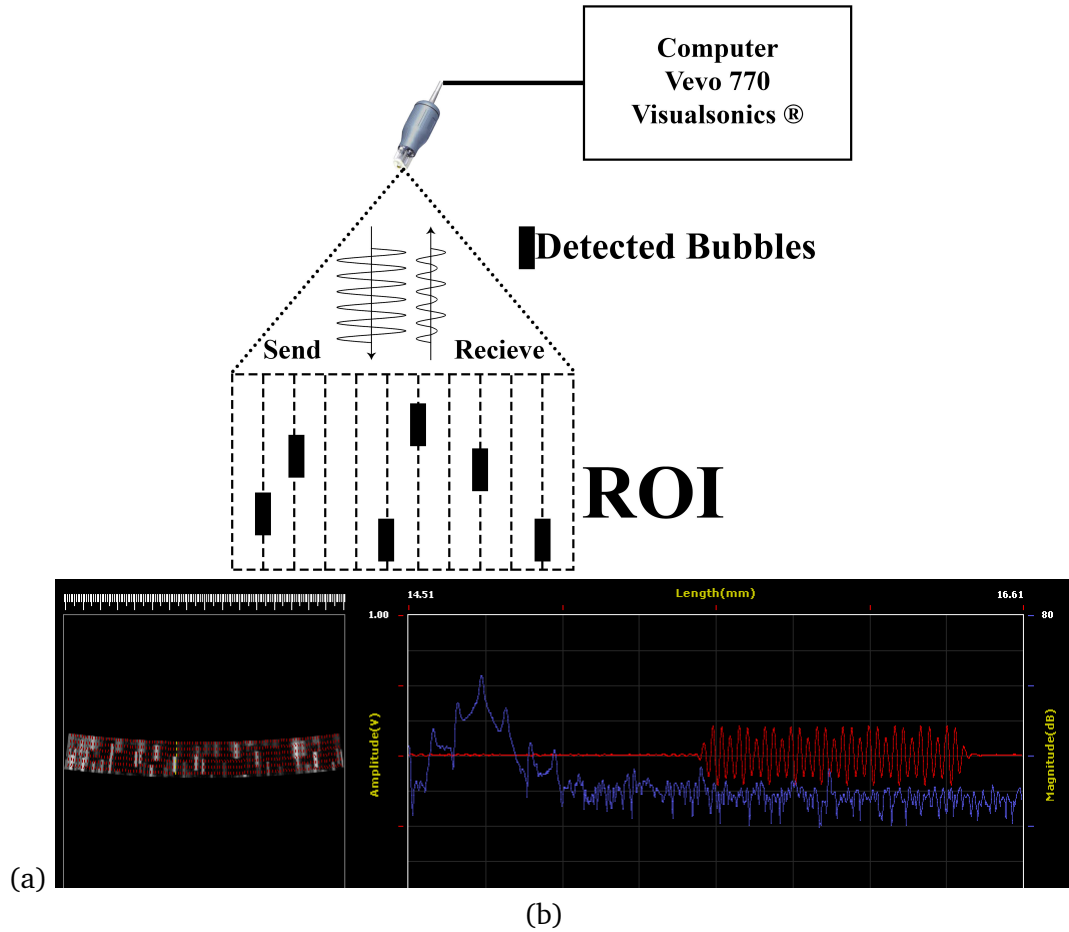 Computer
Vevo 770
Visualsonics ®
Detected Bubbles
Send
Recieve
ROI
Length(mm)
14.51
16.61
1.00
80
Amplitude(V)
Magnitude(dB)
(a)
(b)